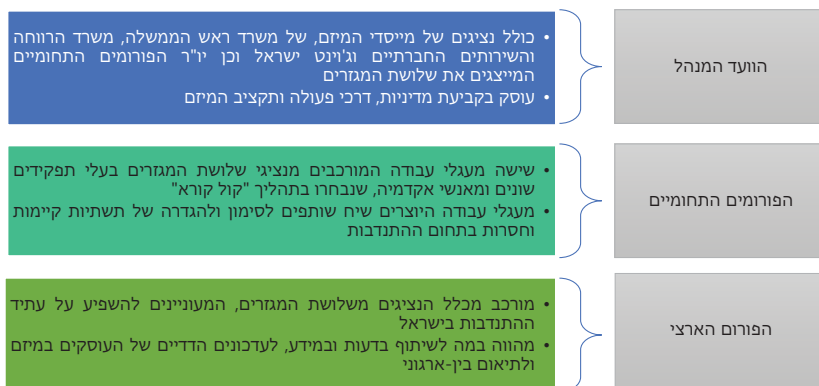 הוועד המנהל
• כולל נציגים של מייסדי המיזם, של משרד ראש הממשלה, משרד הרווחה
והשירותים החברתיים וג'וינט ישראל וכן יו"ר הפורומים התחומיים
המייצגים את שלושת המגזרים
• עוסק בקביעת מדיניות, דרכי פעולה ותקציב המיזם
הפורומים התחומיים
• שישה מעגלי עבודה המורכבים מנציגי שלושת המגזרים בעלי תפקידים
שונים ומאנשי אקדמיה, שנבחרו בתהליך "קול קורא"
• מעגלי עבודה היוצרים שיח שותפים לסימון ולהגדרה של תשתיות קיימות
וחסרות בתחום ההתנדבות
הפורום הארצי
• מורכב מכלל הנציגים משלושת המגזרים, המעוניינים להשפיע על עתיד
ההתנדבות בישראל
• מהווה במה לשיתוף בדעות ובמידע, לעדכונים הדדיים של העוסקים במיזם
ולתיאום בין-ארגוני